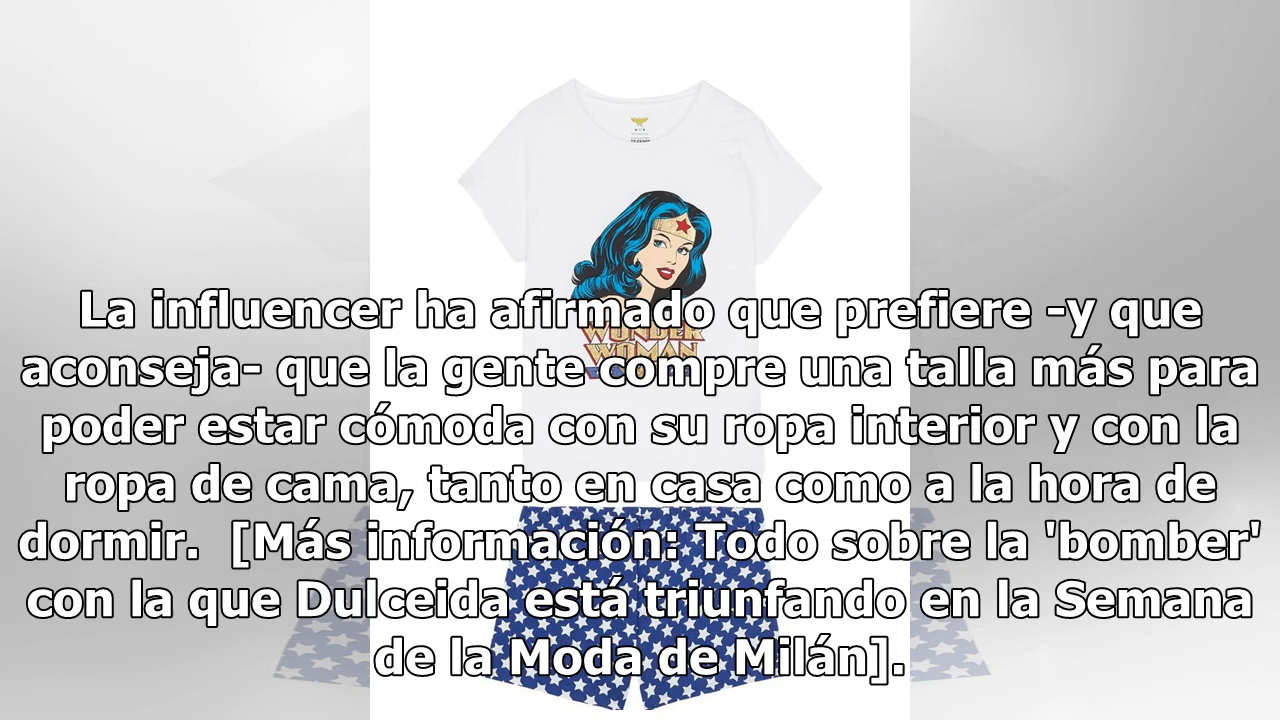 La influencer ha afirmado que prefiere -y que
aconseja- que la gente compre una talla más para
poder estar cómoda con su ropa interior y con la
ropa de cama, tanto en casa como a la hora de
dormir.  [Más información: Todo sobre la 'bomber'
con la que Dulceida está triunfando en la Semana
de la Moda de Milán].
WONDER
WOMAN